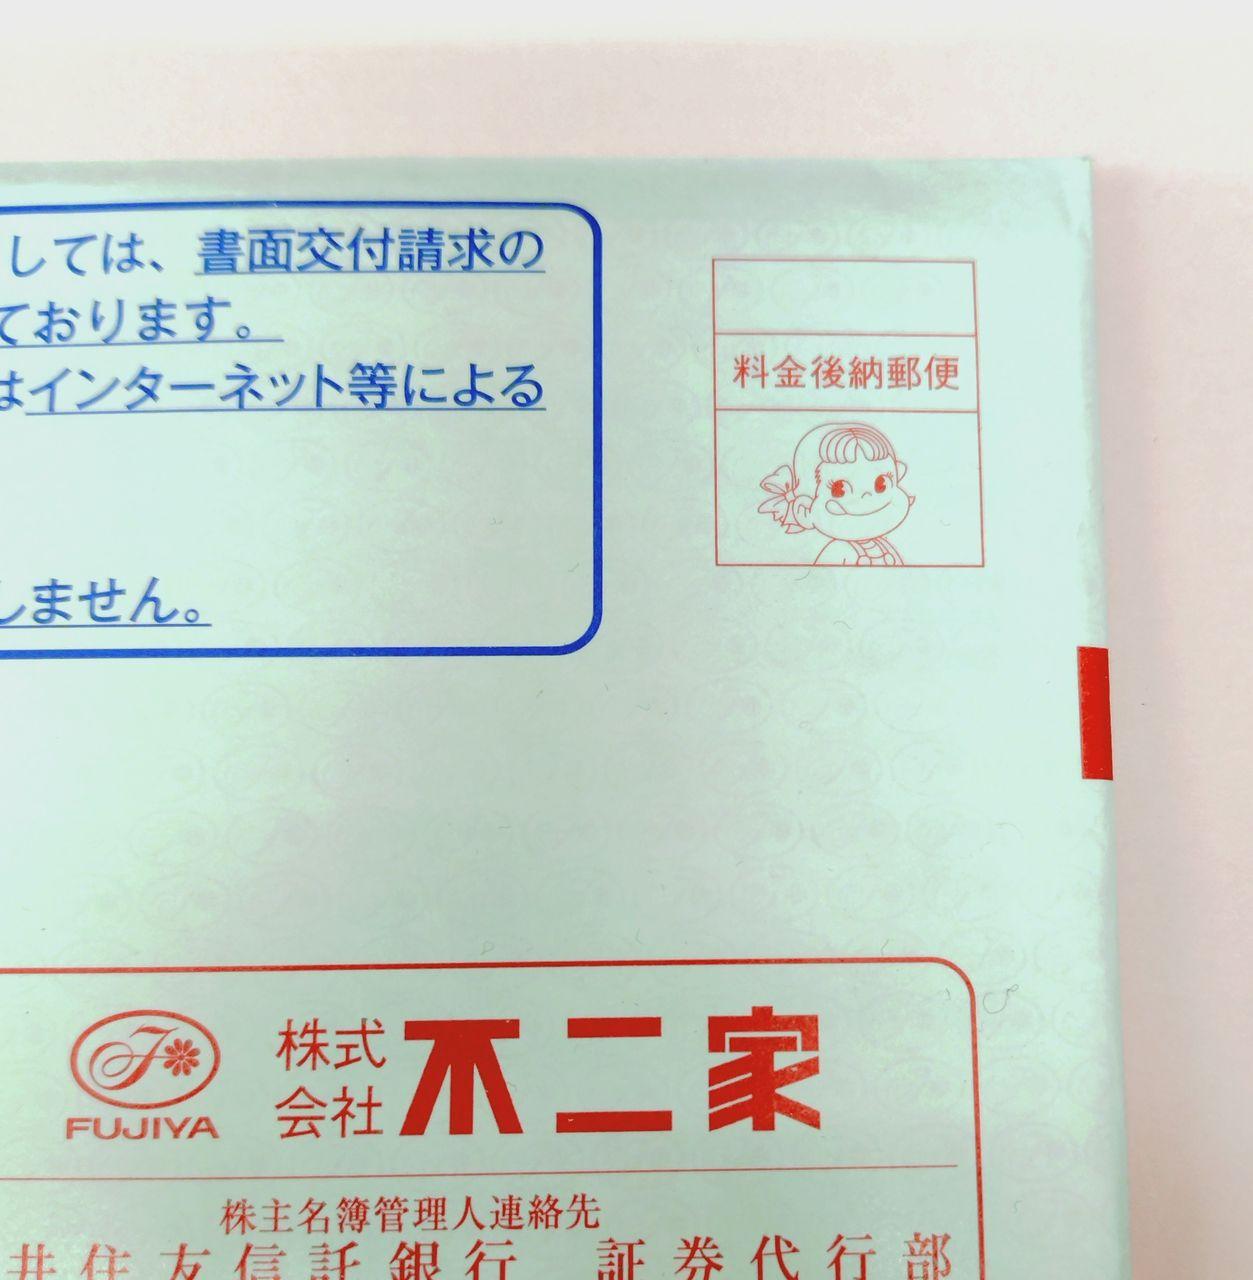 しては、書面交付請求の
ております。
はインターネット等による
しません。
料金後納郵便
FUJIYA
株式会社不二家
株主名簿管理人連絡先
井住友信託銀行 証券代行部